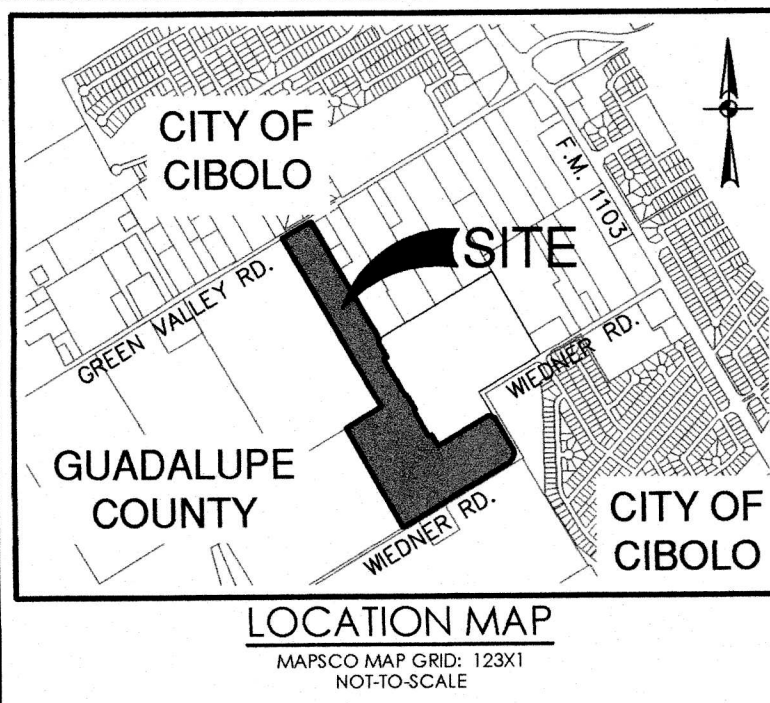 CITY OF
CIBOLO
F.M. 1103
SITE
GREEN VALLEY RD.
WIEDNER RD.
GUADALUPE
COUNTY
WIEDNER RD.
CITY OF
CIBOLO
LOCATION MAP
MAPSCO MAP GRID: 123X1
NOT-TO-SCALE